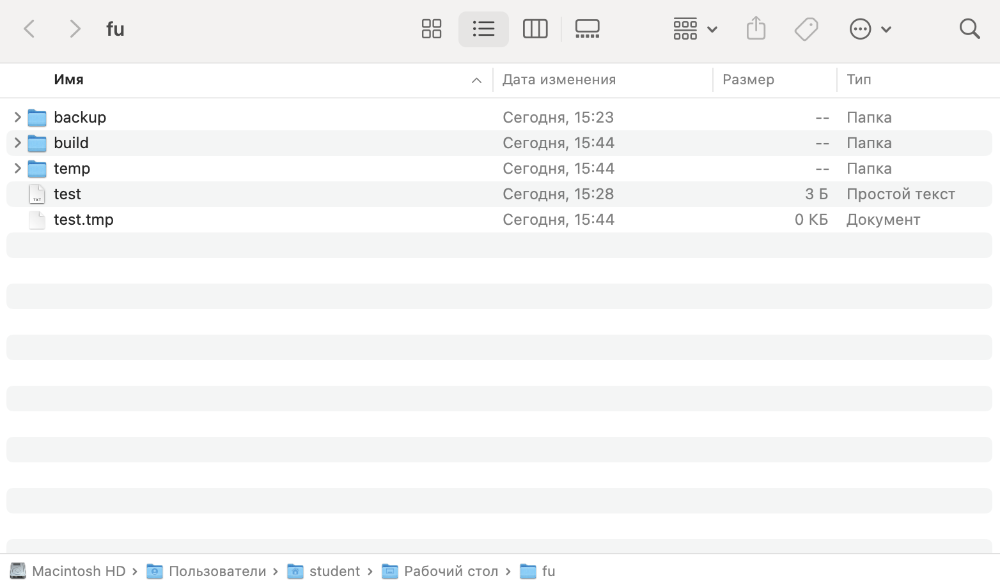 fu
Имя Дата изменения Размер Тип
backup Сегодня, 15:23 -- Папка
build Сегодня, 15:44 -- Папка
temp Сегодня, 15:44 -- Папка
TXT test Сегодня, 15:28 3 Б Простой текст
test.tmp Сегодня, 15:44 0 КБ Документ
Macintosh HD › Пользователи › student › Рабочий стол › fu